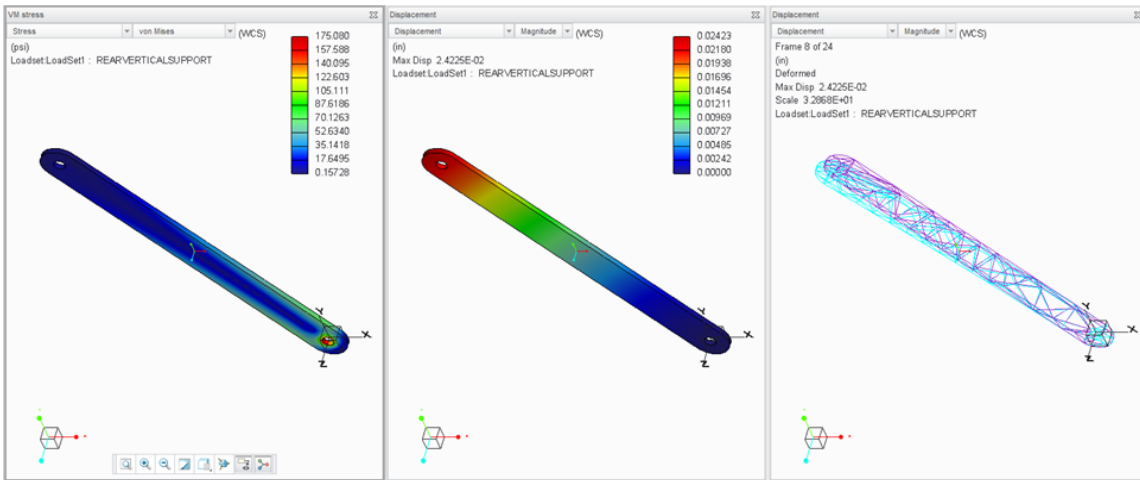 VM stress
Stress von Mises (WCS)
(psi)
Loadset:LoadSet1 : REARVERTICALSUPPORT
175.080
157.588
140.095
122.603
105.111
87.6186
70.1263
52.6340
35.1418
17.6495
0.15728
Y
X
Z
Displacement
Displacement Magnitude (WCS)
(in)
Max Disp 2.4225E-02
Loadset:LoadSet1 : REARVERTICALSUPPORT
0.02423
0.02180
0.01938
0.01696
0.01454
0.01211
0.00969
0.00727
0.00485
0.00242
0.00000
Y
X
Z
Displacement
Displacement Magnitude (WCS)
Frame 8 of 24
(in)
Deformed
Max Disp 2.4225E-02
Scale 3.2868E+01
Loadset:LoadSet1 : REARVERTICALSUPPORT
Y
X
Z